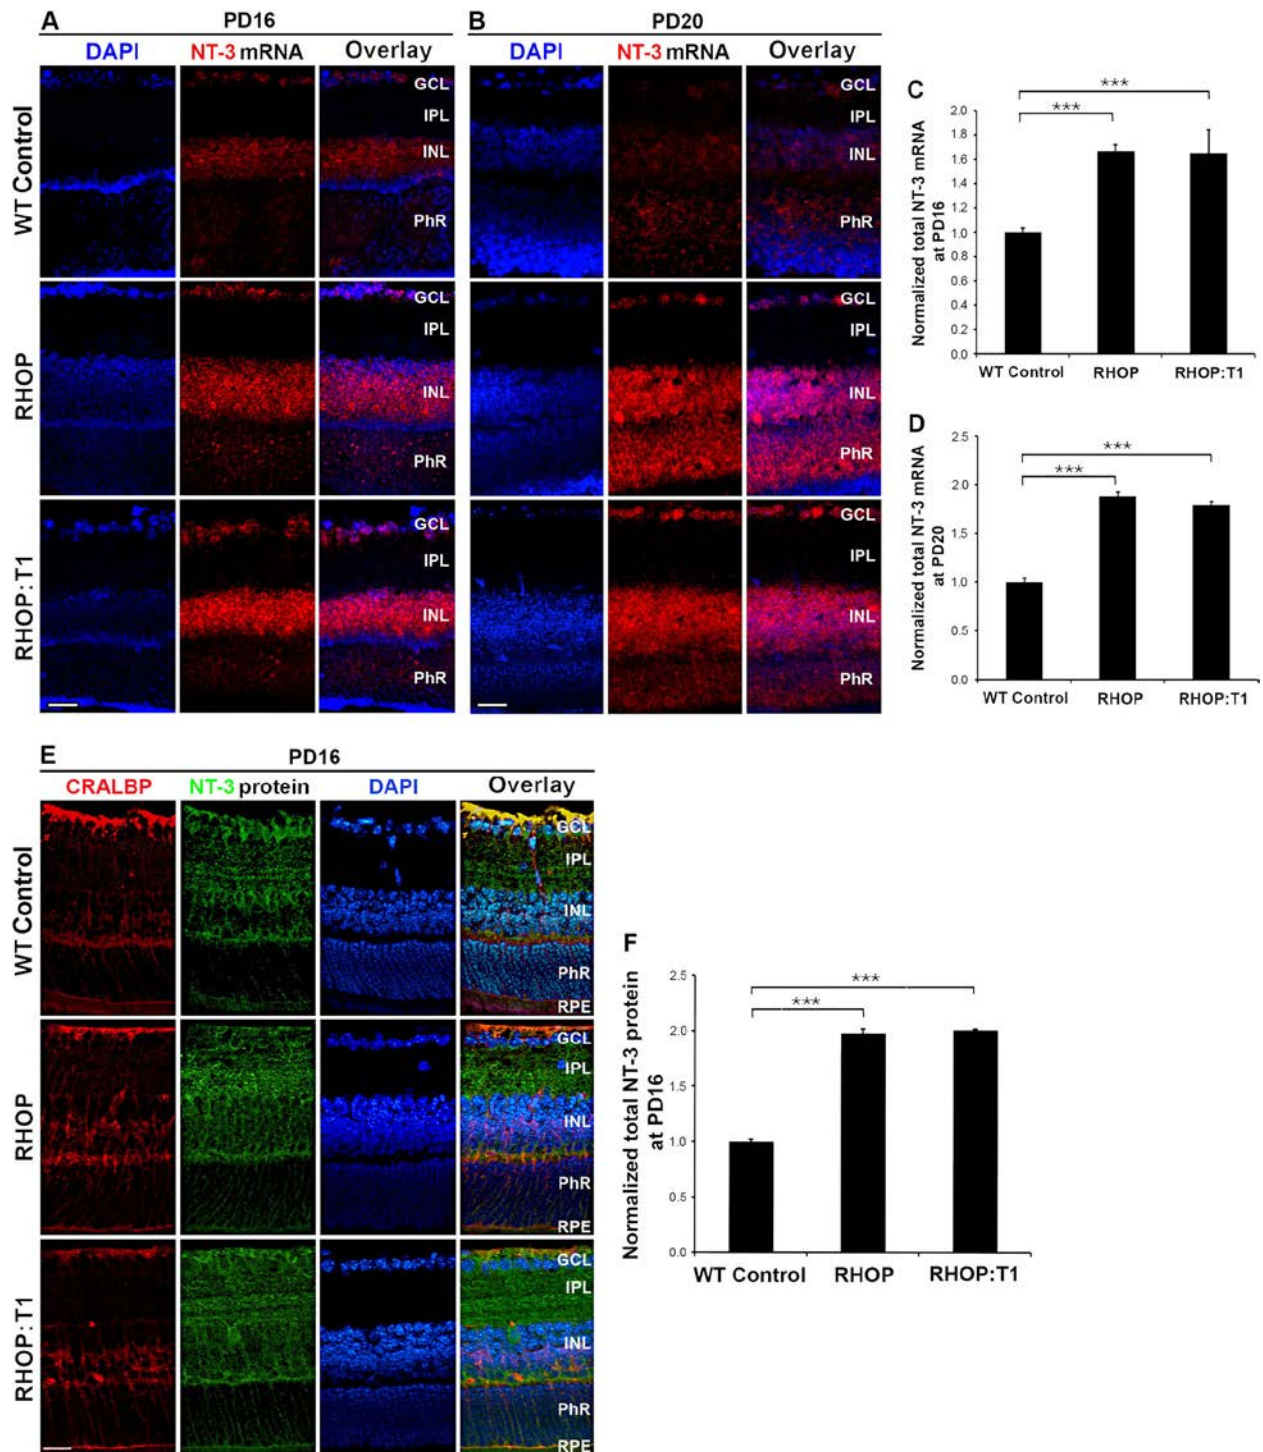 A
PD16
DAPI NT-3 mRNA Overlay
WT Control
GCL
IPL
INL
PhR
RHOP
GCL
IPL
INL
PhR
RHOP:T1
GCL
IPL
INL
PhR
B
PD20
DAPI NT-3 mRNA Overlay
GCL
IPL
INL
PhR
GCL
IPL
INL
PhR
GCL
IPL
INL
PhR
C
Normalized total NT-3 mRNA
at PD16
2.0
1.8
1.6
1.4
1.2
1.0
0.8
0.6
0.4
0.2
0.0
***
***
WT Control RHOP RHOP:T1
D
Normalized total NT-3 mRNA
at PD20
2.5
2.0
1.5
1.0
0.5
0.0
***
***
WT Control RHOP RHOP:T1
E
PD16
CRALBP NT-3 protein DAPI Overlay
WT Control
GCL
IPL
INL
PhR
RPE
RHOP
GCL
IPL
INL
PhR
RPE
RHOP:T1
GCL
IPL
INL
PhR
RPE
F
Normalized total NT-3 protein
at PD16
2.5
2.0
1.5
1.0
0.5
0.0
***
***
WT Control RHOP RHOP:T1